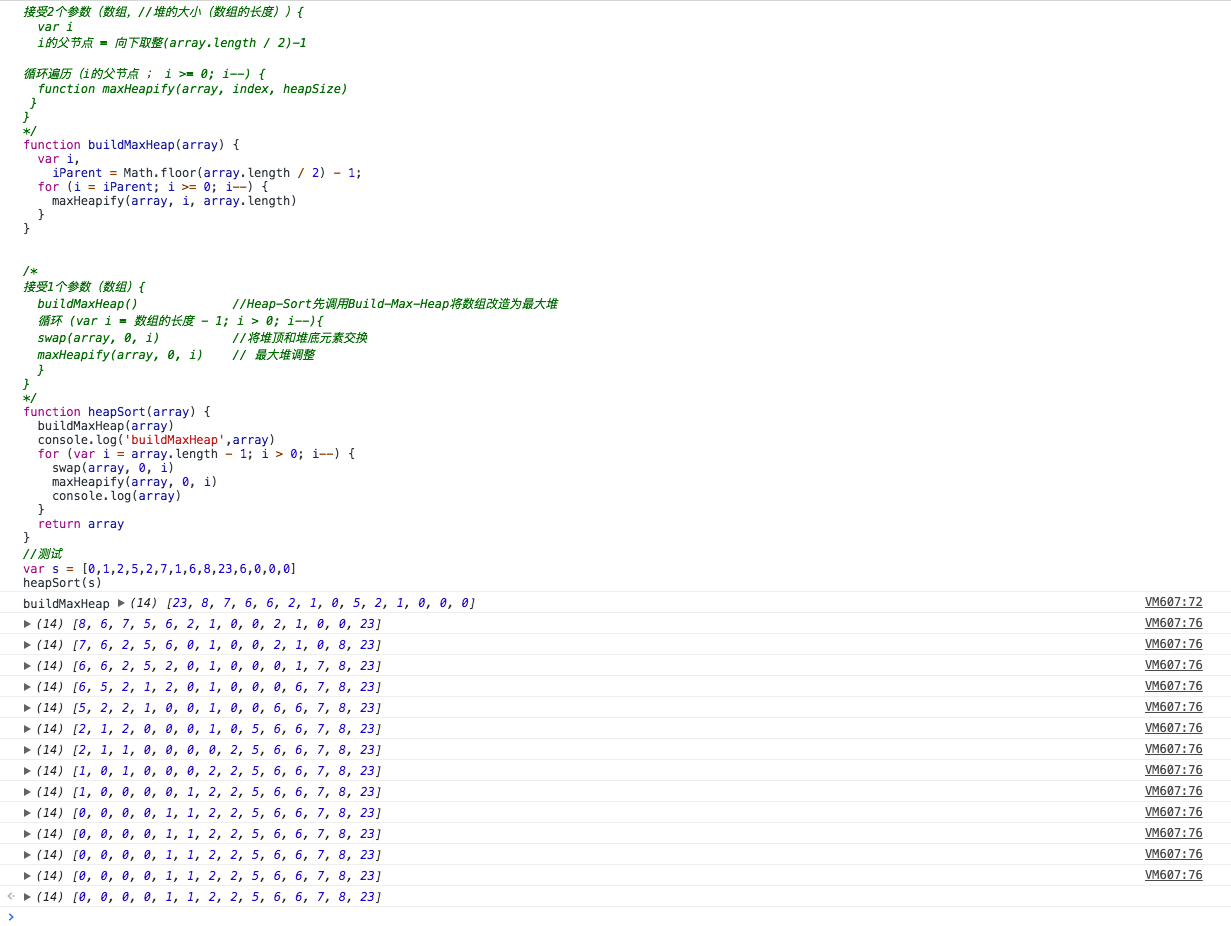 接受2个参数（数组，//堆的大小（数组的长度））{
  var i
  i的父节点 = 向下取整(array.length / 2)-1
循环遍历（i的父节点 ； i >= 0; i--) {
  function maxHeapify(array, index, heapSize)
 }
}
*/
function buildMaxHeap(array) {
  var i,
    iParent = Math.floor(array.length / 2) - 1;
  for (i = iParent; i >= 0; i--) {
    maxHeapify(array, i, array.length)
  }
}
/*
接受1个参数（数组）{
  buildMaxHeap()             //Heap-Sort先调用Build-Max-Heap将数组改造为最大堆
  循环 (var i = 数组的长度 - 1; i > 0; i--){
  swap(array, 0, i)          //将堆顶和堆底元素交换
  maxHeapify(array, 0, i)    // 最大堆调整
  }
}
*/
function heapSort(array) {
  buildMaxHeap(array)
  console.log('buildMaxHeap',array)
  for (var i = array.length - 1; i > 0; i--) {
    swap(array, 0, i)
    maxHeapify(array, 0, i)
    console.log(array)
  }
  return array
}
//测试
var s = [0,1,2,5,2,7,1,6,8,23,6,0,0,0]
heapSort(s)
buildMaxHeap ▶(14) [23, 8, 7, 6, 6, 2, 1, 0, 5, 2, 1, 0, 0, 0] VM607:72
▶(14) [8, 6, 7, 5, 6, 2, 1, 0, 0, 2, 1, 0, 0, 23] VM607:76
▶(14) [7, 6, 2, 5, 6, 0, 1, 0, 0, 2, 1, 0, 8, 23] VM607:76
▶(14) [6, 6, 2, 5, 2, 0, 1, 0, 0, 0, 1, 7, 8, 23] VM607:76
▶(14) [6, 5, 2, 1, 2, 0, 1, 0, 0, 0, 6, 7, 8, 23] VM607:76
▶(14) [5, 2, 2, 1, 0, 0, 1, 0, 0, 6, 6, 7, 8, 23] VM607:76
▶(14) [2, 1, 2, 0, 0, 0, 1, 0, 5, 6, 6, 7, 8, 23] VM607:76
▶(14) [2, 1, 1, 0, 0, 0, 0, 2, 5, 6, 6, 7, 8, 23] VM607:76
▶(14) [1, 0, 1, 0, 0, 0, 2, 2, 5, 6, 6, 7, 8, 23] VM607:76
▶(14) [1, 0, 0, 0, 0, 1, 2, 2, 5, 6, 6, 7, 8, 23] VM607:76
▶(14) [0, 0, 0, 0, 1, 1, 2, 2, 5, 6, 6, 7, 8, 23] VM607:76
▶(14) [0, 0, 0, 0, 1, 1, 2, 2, 5, 6, 6, 7, 8, 23] VM607:76
▶(14) [0, 0, 0, 0, 1, 1, 2, 2, 5, 6, 6, 7, 8, 23] VM607:76
▶(14) [0, 0, 0, 0, 1, 1, 2, 2, 5, 6, 6, 7, 8, 23] VM607:76
▶(14) [0, 0, 0, 0, 1, 1, 2, 2, 5, 6, 6, 7, 8, 23]